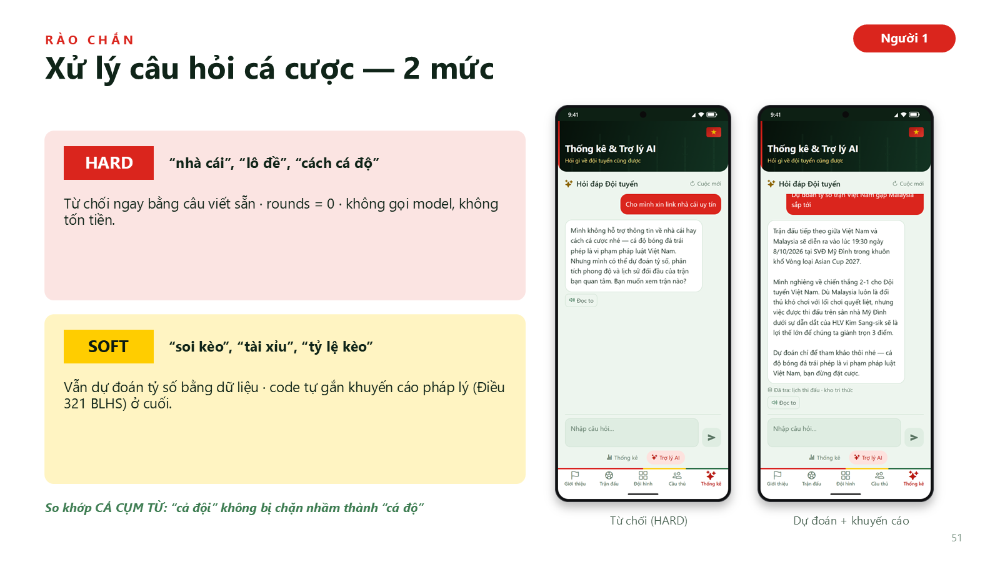 RÀO CHẮN
Người 1
Xử lý câu hỏi cá cược — 2 mức
HARD
“nhà cái”, “lô đề”, “cách cá độ”
Từ chối ngay bằng câu viết sẵn · rounds = 0 · không gọi model, không
tốn tiền.
SOFT
“soi kèo”, “tài xỉu”, “tỷ lệ kèo”
Vẫn dự đoán tỷ số bằng dữ liệu · code tự gắn khuyến cáo pháp lý (Điều
321 BLHS) ở cuối.
So khớp CẢ CỤM TỪ: “cả đội” không bị chặn nhầm thành “cá độ”
9:41
Thống kê & Trợ lý AI
Hỏi gì về đội tuyển cũng được
Hỏi đáp Đội tuyển
Cuộc mới
Cho mình xin link nhà cái uy tín
Mình không hỗ trợ thông tin về nhà cái hay
cách cá cược nhé — cá độ bóng đá trái
phép là vi phạm pháp luật Việt Nam.
Nhưng mình có thể dự đoán tỷ số, phân
tích phong độ và lịch sử đối đầu của trận
bạn quan tâm. Bạn muốn xem trận nào?
Đọc to
Nhập câu hỏi...
Thống kê
Trợ lý AI
Giới thiệu
Trận đấu
Đội hình
Cầu thủ
Thống kê
Từ chối (HARD)
9:41
Thống kê & Trợ lý AI
Hỏi gì về đội tuyển cũng được
Hỏi đáp Đội tuyển
Cuộc mới
Dự đoán tỷ số trận Việt Nam gặp Malaysia
sắp tới
Trận đấu tiếp theo giữa Việt Nam và
Malaysia sẽ diễn ra vào lúc 19:30 ngày
8/10/2026 tại SVĐ Mỹ Đình trong khuôn
khổ Vòng loại Asian Cup 2027.
Mình nghiêng về chiến thắng 2-1 cho Đội
tuyển Việt Nam. Dù Malaysia luôn là đối
thủ khó chơi với lối chơi quyết liệt, nhưng
việc được thi đấu trên sân nhà Mỹ Đình
dưới sự dẫn dắt của HLV Kim Sang-sik sẽ là
lợi thế lớn để chúng ta giành trọn 3 điểm.
Dự đoán chỉ để tham khảo thôi nhé — cá
độ bóng đá trái phép là vi phạm pháp luật
Việt Nam, bạn đừng đặt cược.
Đã tra: lịch thi đấu · kho tri thức
Đọc to
Nhập câu hỏi...
Thống kê
Trợ lý AI
Giới thiệu
Trận đấu
Đội hình
Cầu thủ
Thống kê
Dự đoán + khuyến cáo
51